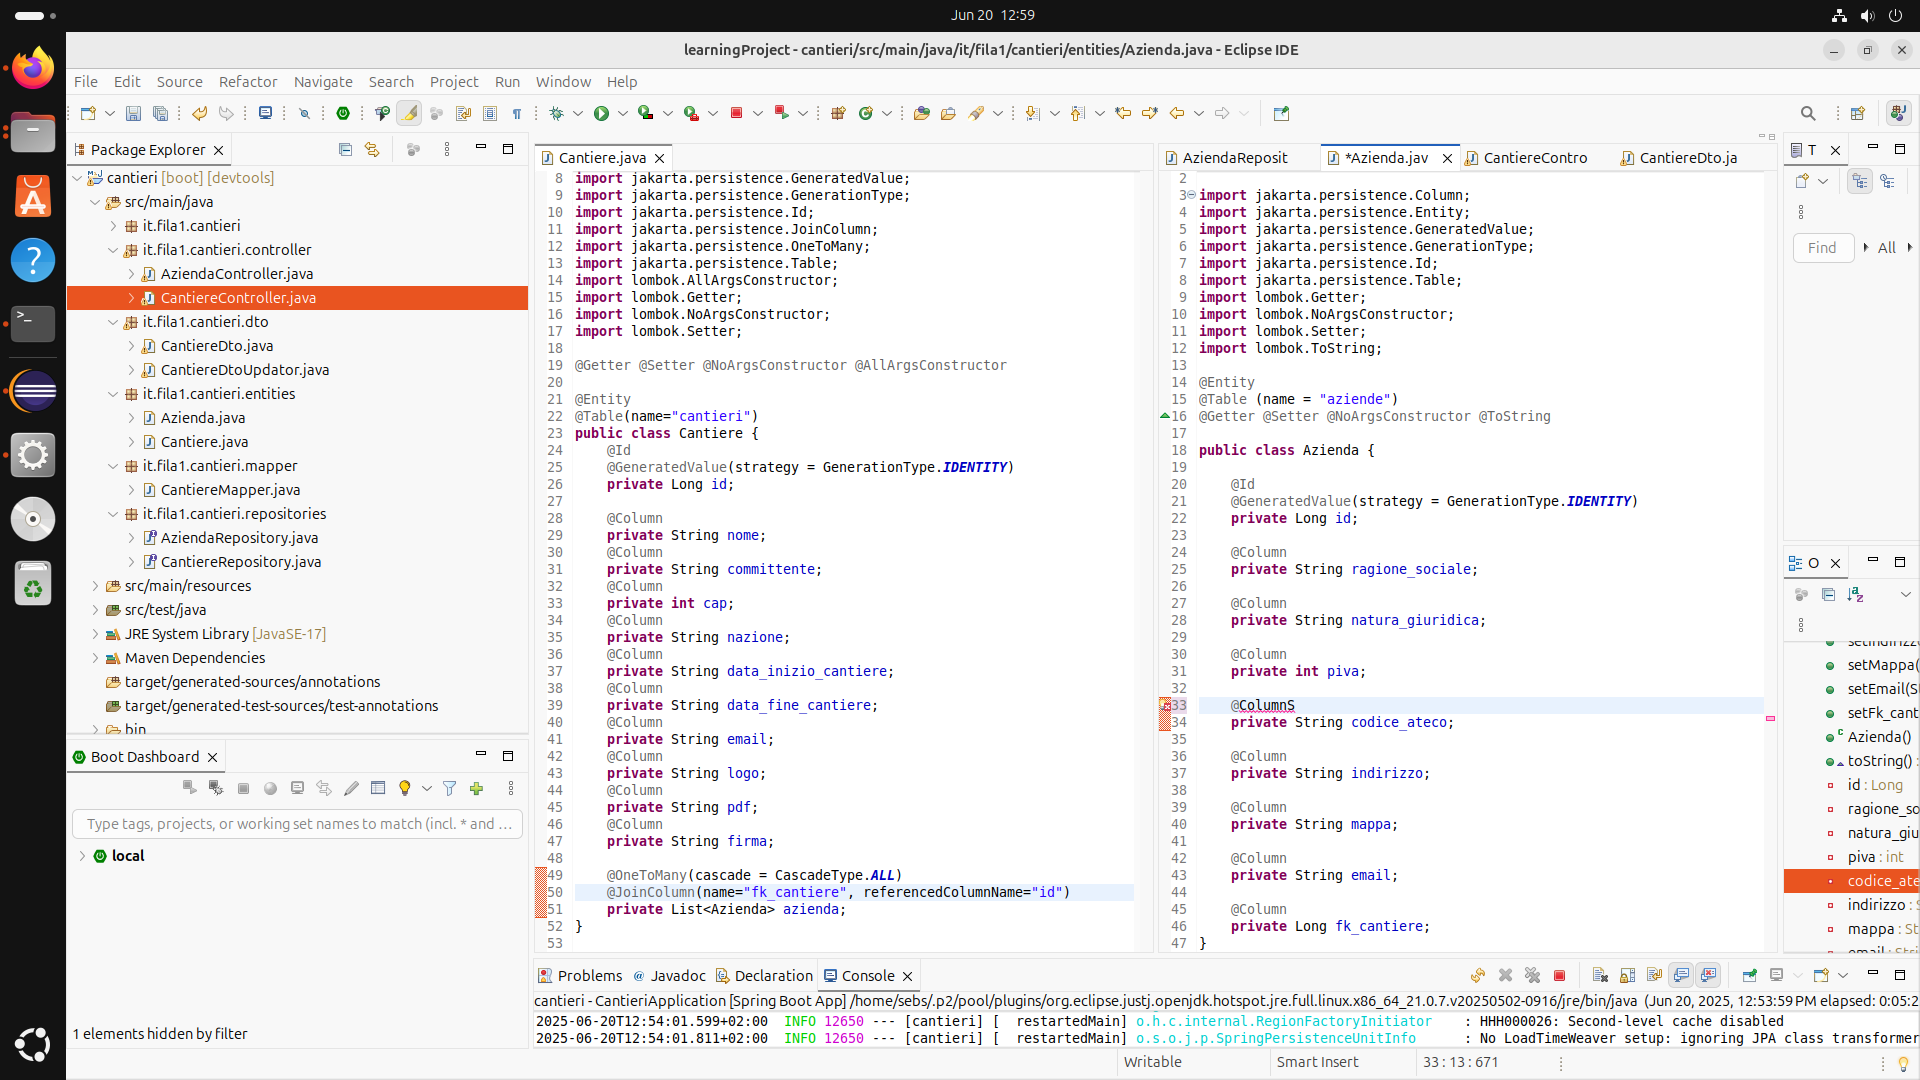 Jun 20  12:59
learningProject - cantieri/src/main/java/it/fila1/cantieri/entities/Azienda.java - Eclipse IDE
File Edit Source Refactor Navigate Search Project Run Window Help
Package Explorer
cantieri [boot] [devtools]
src/main/java
it.fila1.cantieri
it.fila1.cantieri.controller
AziendaController.java
CantiereController.java
it.fila1.cantieri.dto
CantiereDto.java
CantiereDtoUpdator.java
it.fila1.cantieri.entities
Azienda.java
Cantiere.java
it.fila1.cantieri.mapper
CantiereMapper.java
it.fila1.cantieri.repositories
AziendaRepository.java
CantiereRepository.java
src/main/resources
src/test/java
JRE System Library [JavaSE-17]
Maven Dependencies
target/generated-sources/annotations
target/generated-test-sources/test-annotations
bin
Boot Dashboard
Type tags, projects, or working set names to match (incl. * and ...
local
1 elements hidden by filter
Cantiere.java
8 import jakarta.persistence.GeneratedValue;
9 import jakarta.persistence.GenerationType;
10 import jakarta.persistence.Id;
11 import jakarta.persistence.JoinColumn;
12 import jakarta.persistence.OneToMany;
13 import jakarta.persistence.Table;
14 import lombok.AllArgsConstructor;
15 import lombok.Getter;
16 import lombok.NoArgsConstructor;
17 import lombok.Setter;
18
19 @Getter @Setter @NoArgsConstructor @AllArgsConstructor
20
21 @Entity
22 @Table(name="cantieri")
23 public class Cantiere {
24 @Id
25 @GeneratedValue(strategy = GenerationType.IDENTITY)
26 private Long id;
27
28 @Column
29 private String nome;
30 @Column
31 private String committente;
32 @Column
33 private int cap;
34 @Column
35 private String nazione;
36 @Column
37 private String data_inizio_cantiere;
38 @Column
39 private String data_fine_cantiere;
40 @Column
41 private String email;
42 @Column
43 private String logo;
44 @Column
45 private String pdf;
46 @Column
47 private String firma;
48
49 @OneToMany(cascade = CascadeType.ALL)
50 @JoinColumn(name="fk_cantiere", referencedColumnName="id")
51 private List<Azienda> azienda;
52 }
53
AziendaReposit *Azienda.jav CantiereContro CantiereDto.ja
2
3 import jakarta.persistence.Column;
4 import jakarta.persistence.Entity;
5 import jakarta.persistence.GeneratedValue;
6 import jakarta.persistence.GenerationType;
7 import jakarta.persistence.Id;
8 import jakarta.persistence.Table;
9 import lombok.Getter;
10 import lombok.NoArgsConstructor;
11 import lombok.Setter;
12 import lombok.ToString;
13
14 @Entity
15 @Table (name = "aziende")
16 @Getter @Setter @NoArgsConstructor @ToString
17
18 public class Azienda {
19
20 @Id
21 @GeneratedValue(strategy = GenerationType.IDENTITY)
22 private Long id;
23
24 @Column
25 private String ragione_sociale;
26
27 @Column
28 private String natura_giuridica;
29
30 @Column
31 private int piva;
32
33 @ColumnS
34 private String codice_ateco;
35
36 @Column
37 private String indirizzo;
38
39 @Column
40 private String mappa;
41
42 @Column
43 private String email;
44
45 @Column
46 private Long fk_cantiere;
47 }
T
Find All
O
setIndirizzo
setMappa(
setEmail(S
setFk_cant
Azienda()
toString() :
id : Long
ragione_so
natura_giu
piva : int
codice_ate
indirizzo : S
mappa : St
email : Stri
Problems Javadoc Declaration Console
cantieri - CantieriApplication [Spring Boot App] /home/sebs/.p2/pool/plugins/org.eclipse.justj.openjdk.hotspot.jre.full.linux.x86_64_21.0.7.v20250502-0916/jre/bin/java (Jun 20, 2025, 12:53:59 PM elapsed: 0:05:2
2025-06-20T12:54:01.599+02:00  INFO 12650 --- [cantieri] [  restartedMain] o.h.c.internal.RegionFactoryInitiator    : HHH000026: Second-level cache disabled
2025-06-20T12:54:01.811+02:00  INFO 12650 --- [cantieri] [  restartedMain] o.s.o.j.p.SpringPersistenceUnitInfo      : No LoadTimeWeaver setup: ignoring JPA class transformer
Writable Smart Insert 33 : 13 : 671